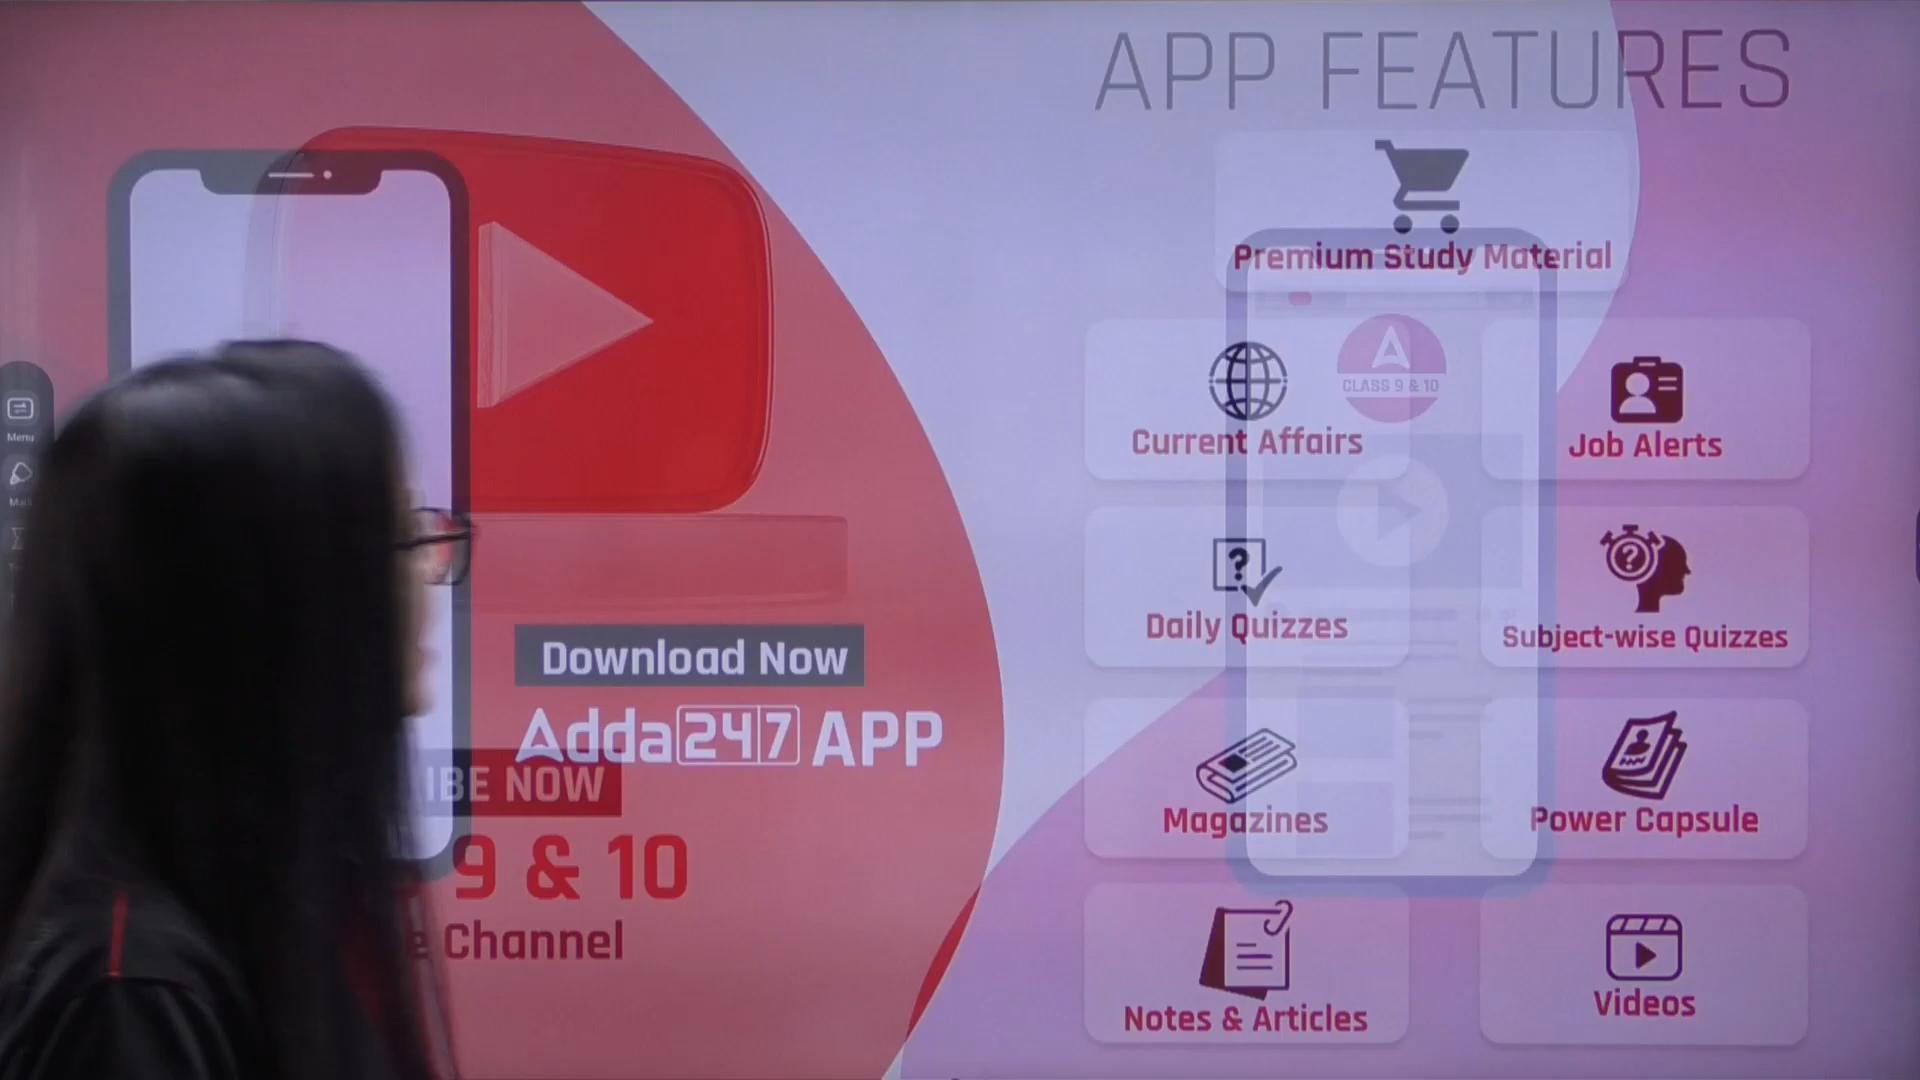 APP FEATURES
Premium Study Material
CLASS 9 & 10
Current Affairs
Job Alerts
Menu
Daily Quizzes
Subject-wise Quizzes
Download Now
Adda247 APP
IBE NOW
9 & 10
e Channel
Magazines
Power Capsule
Notes & Articles
Videos